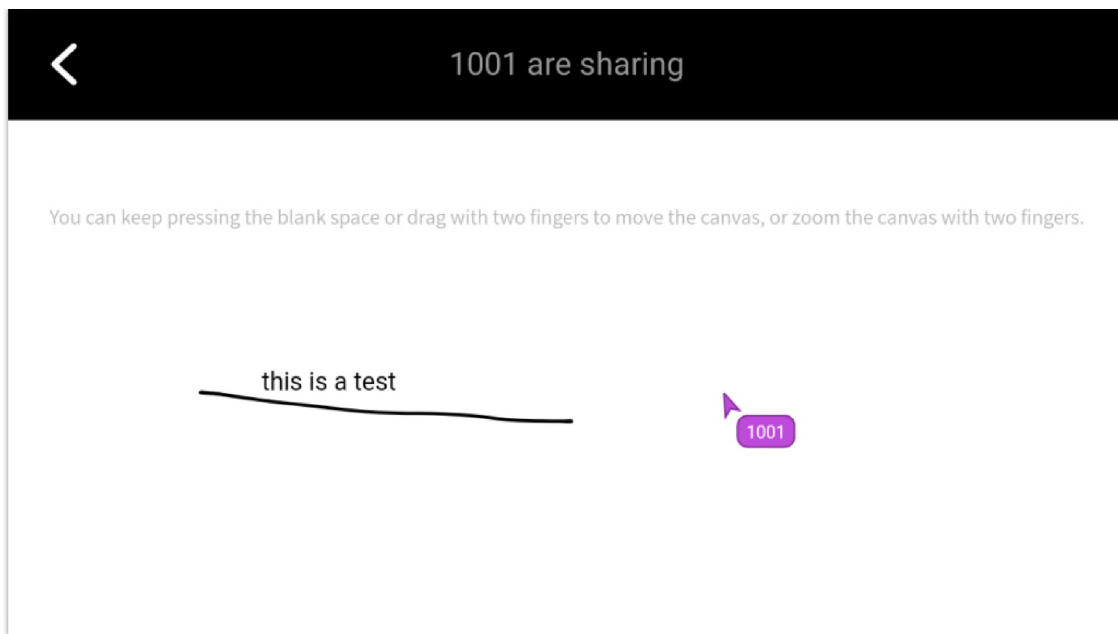 1001 are sharing
You can keep pressing the blank space or drag with two fingers to move the canvas, or zoom the canvas with two fingers.
this is a test
1001